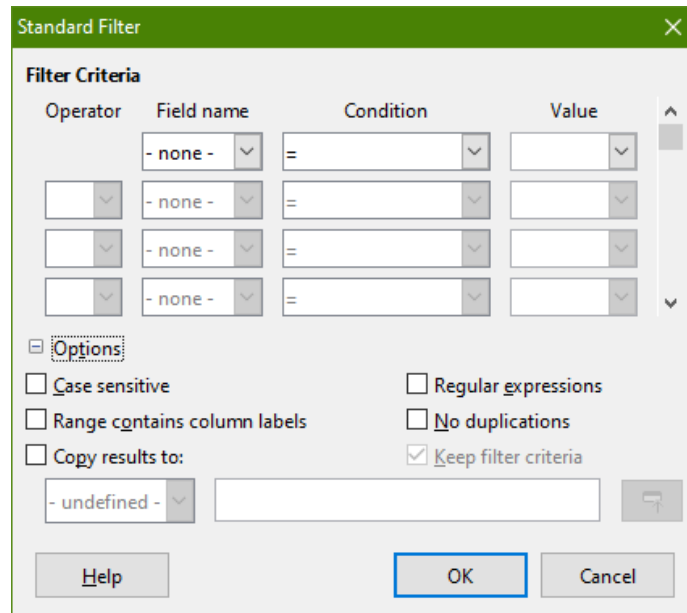 Standard Filter
Filter Criteria
Operator Field name Condition Value
- none - =
- none - =
- none - =
- none - =
Options
Case sensitive Regular expressions
Range contains column labels No duplications
Copy results to: Keep filter criteria
- undefined -
Help OK Cancel